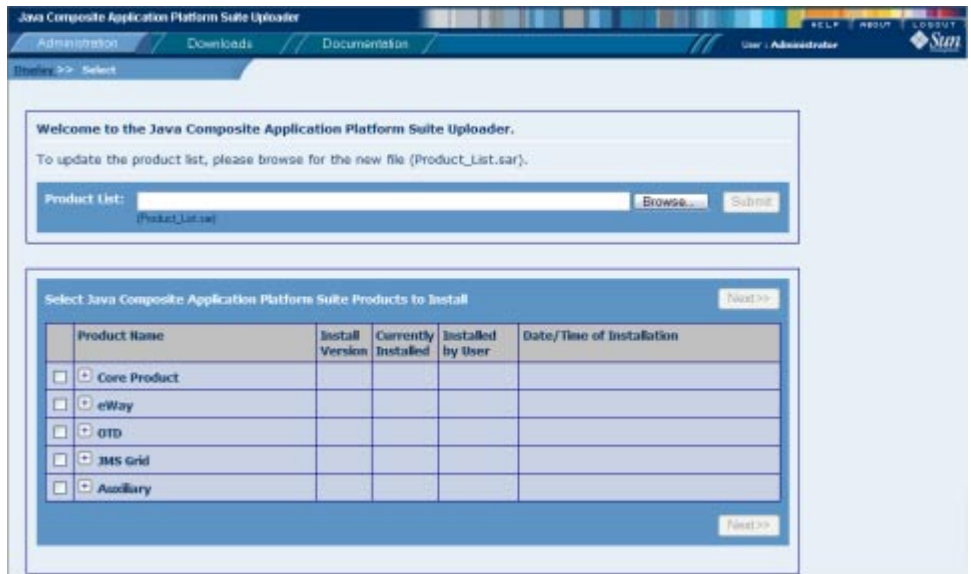 Java Composite Application Platform Suite Uploader
HELP ABOUT LOGOUT
Administration Downloads Documentation User : Administrator Sun
Display >> Select
Welcome to the Java Composite Application Platform Suite Uploader.
To update the product list, please browse for the new file (Product_List.sar).
Product List: Browse... Submit
(Product_List.sar)
Select Java Composite Application Platform Suite Products to Install Next >>
Product Name Install Version Currently Installed Installed by User Date/Time of Installation
Core Product
eWay
OTD
JMS Grid
Auxiliary
Next >>